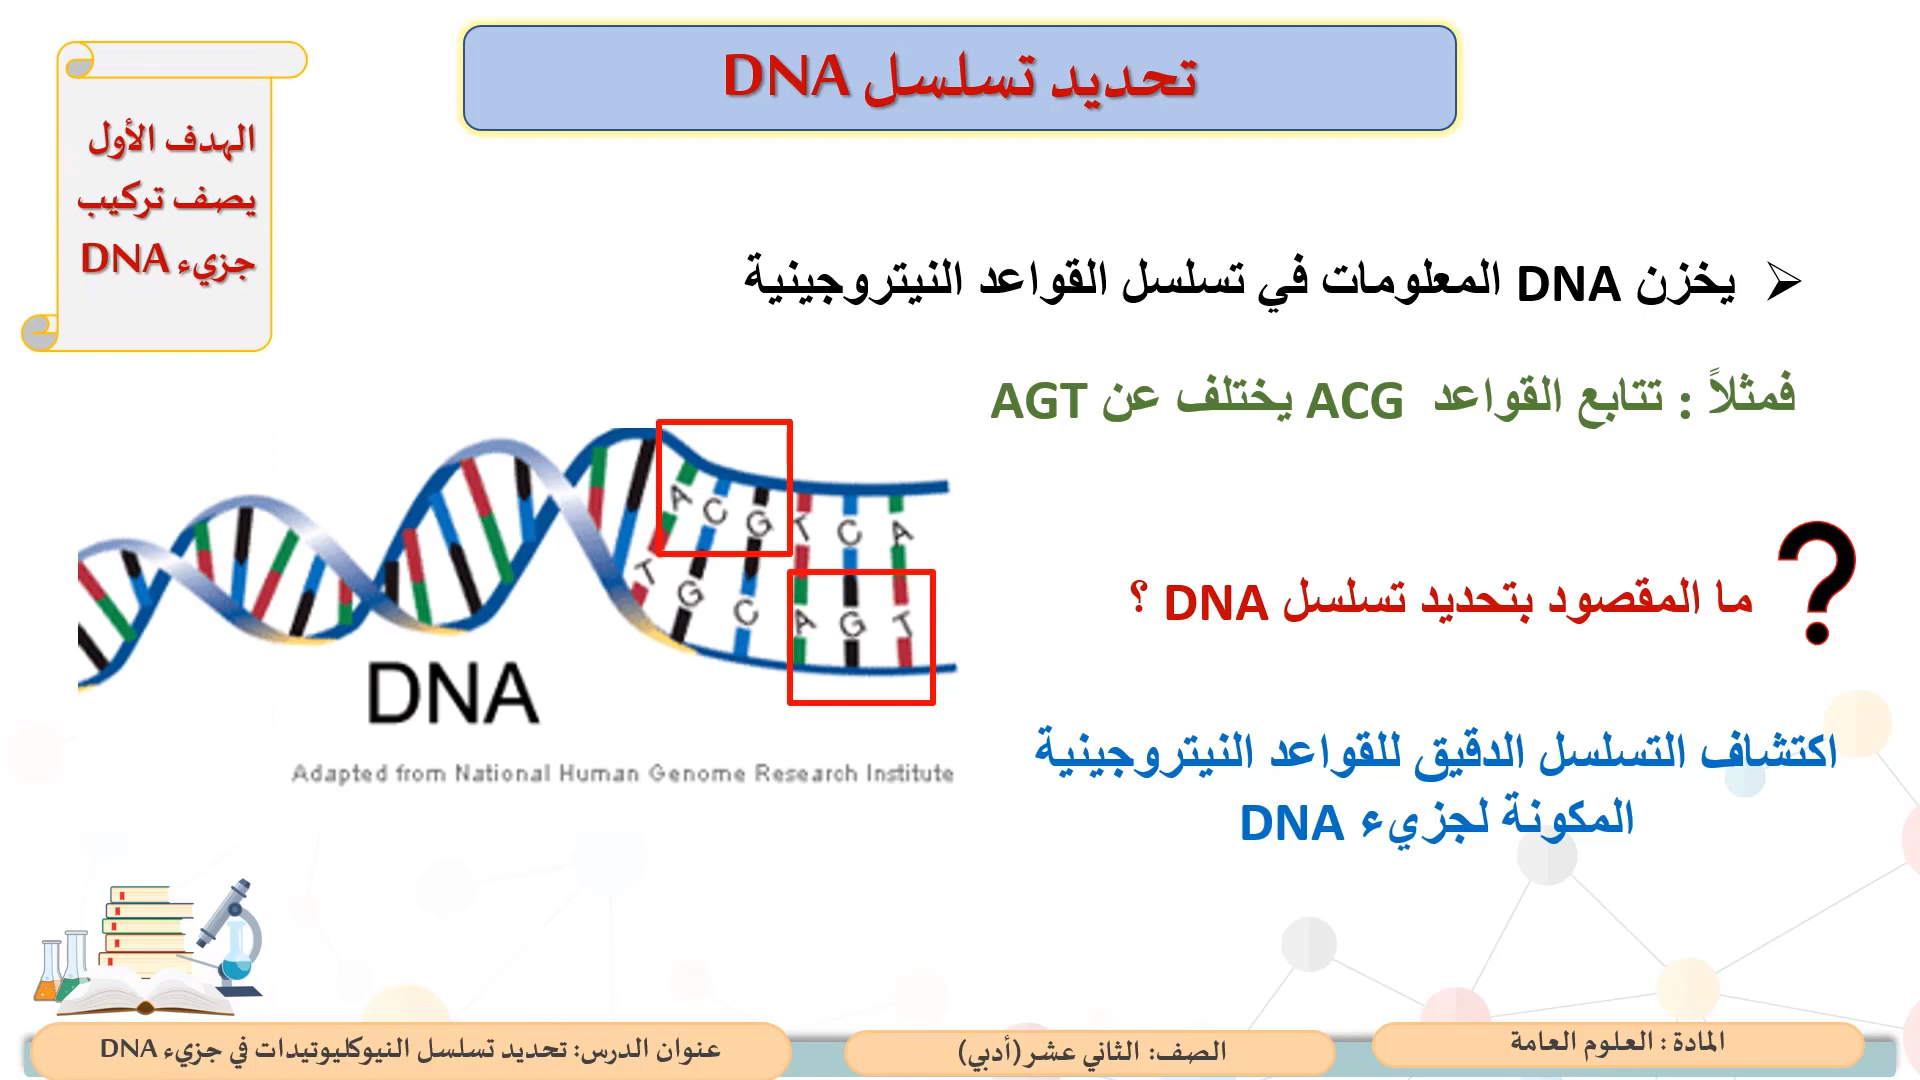 تحديد تسلسل DNA
الهدف الأول
يصف تركيب
جزيء DNA
يخزن DNA المعلومات في تسلسل القواعد النيتروجينية
فمثلاً : تتابع القواعد ACG يختلف عن AGT
A C G T C A
T G C A G T
DNA
Adapted from National Human Genome Research Institute
ما المقصود بتحديد تسلسل DNA ؟
اكتشاف التسلسل الدقيق للقواعد النيتروجينية
المكونة لجزيء DNA
المادة : العلوم العامة
الصف: الثاني عشر (أدبي)
عنوان الدرس: تحديد تسلسل النيوكليوتيدات في جزيء DNA